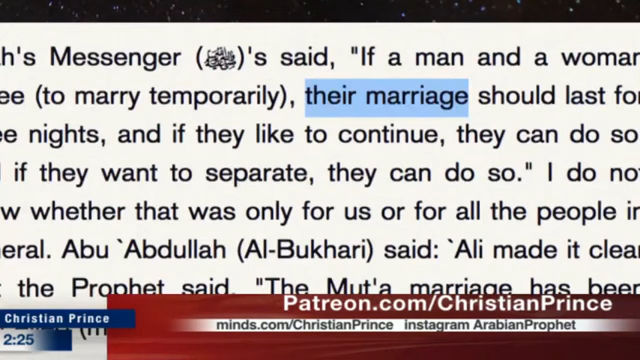 ah's Messenger (ﷺ)'s said, "If a man and a woman
ee (to marry temporarily), their marriage should last for
ee nights, and if they like to continue, they can do so
if they want to separate, they can do so." I do not
w whether that was only for us or for all the people in
neral. Abu `Abdullah (Al-Bukhari) said: `Ali made it clear
t the Prophet said, "The Mut'a marriage has been
Patreon.com/ChristianPrince
Christian Prince
minds.com/ChristianPrince instagram ArabianProphet
2:25